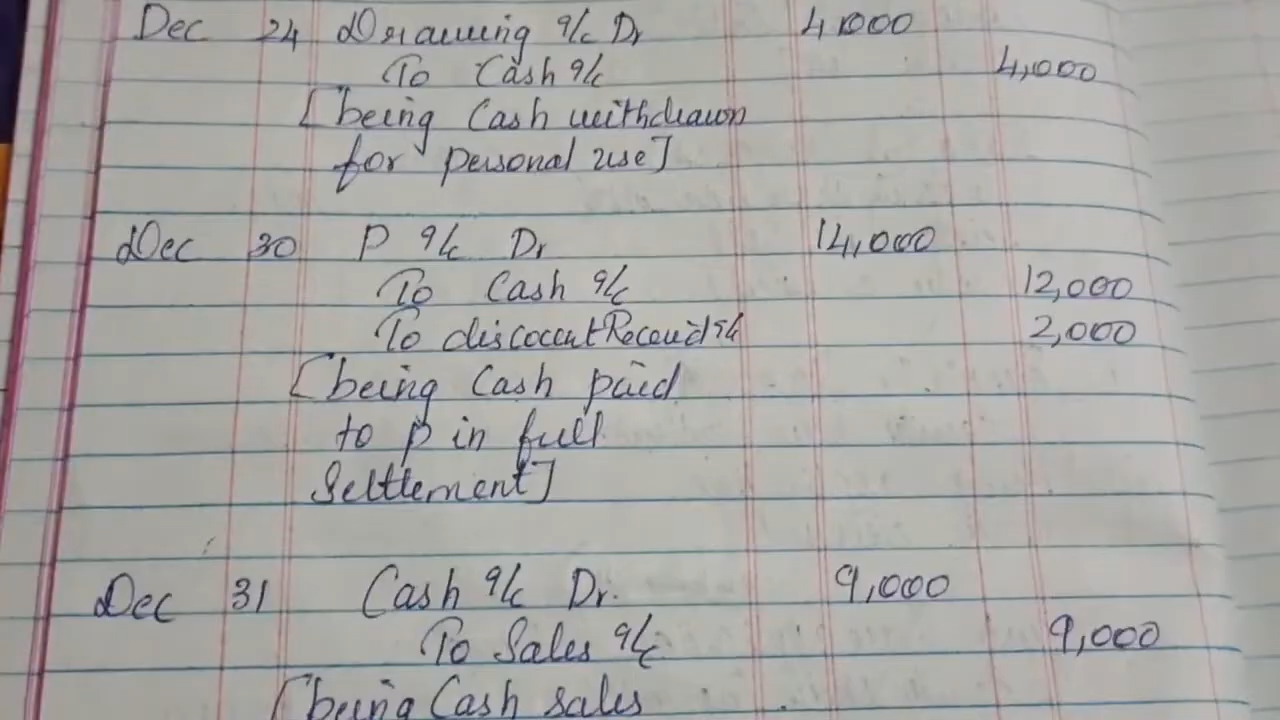 Dec 24 Drawing a/c Dr 4,000
To Cash a/c 4,000
[being Cash withdrawn
for personal use]
Dec 30 P a/c Dr 14,000
To Cash a/c 12,000
To discount Received a/c 2,000
[being Cash paid
to p in full
Settlement]
Dec 31 Cash a/c Dr. 9,000
To Sales a/c 9,000
[being Cash sales